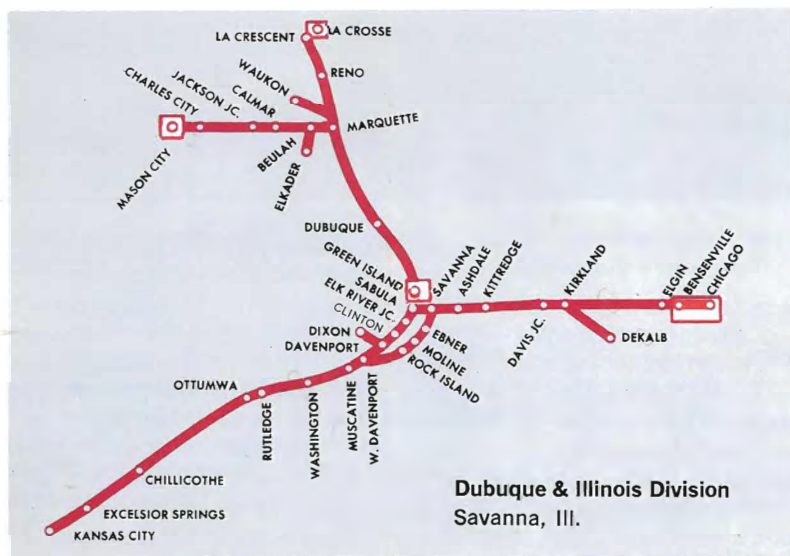 LA CRESCENT
LA CROSSE
RENO
WAUKON
CALMAR
JACKSON JC.
CHARLES CITY
MARQUETTE
MASON CITY
BEULAH
ELKADER
DUBUQUE
GREEN ISLAND
SABULA
ELK RIVER JC.
CLINTON
DIXON
DAVENPORT
SAVANNA
ASHDALE
KITTREDGE
DAVIS JC.
KIRKLAND
ELGIN
BENSENVILLE
CHICAGO
DEKALB
EBNER
MOLINE
ROCK ISLAND
W. DAVENPORT
MUSCATINE
WASHINGTON
RUTLEDGE
OTTUMWA
CHILLICOTHE
EXCELSIOR SPRINGS
KANSAS CITY
Dubuque & Illinois Division
Savanna, Ill.